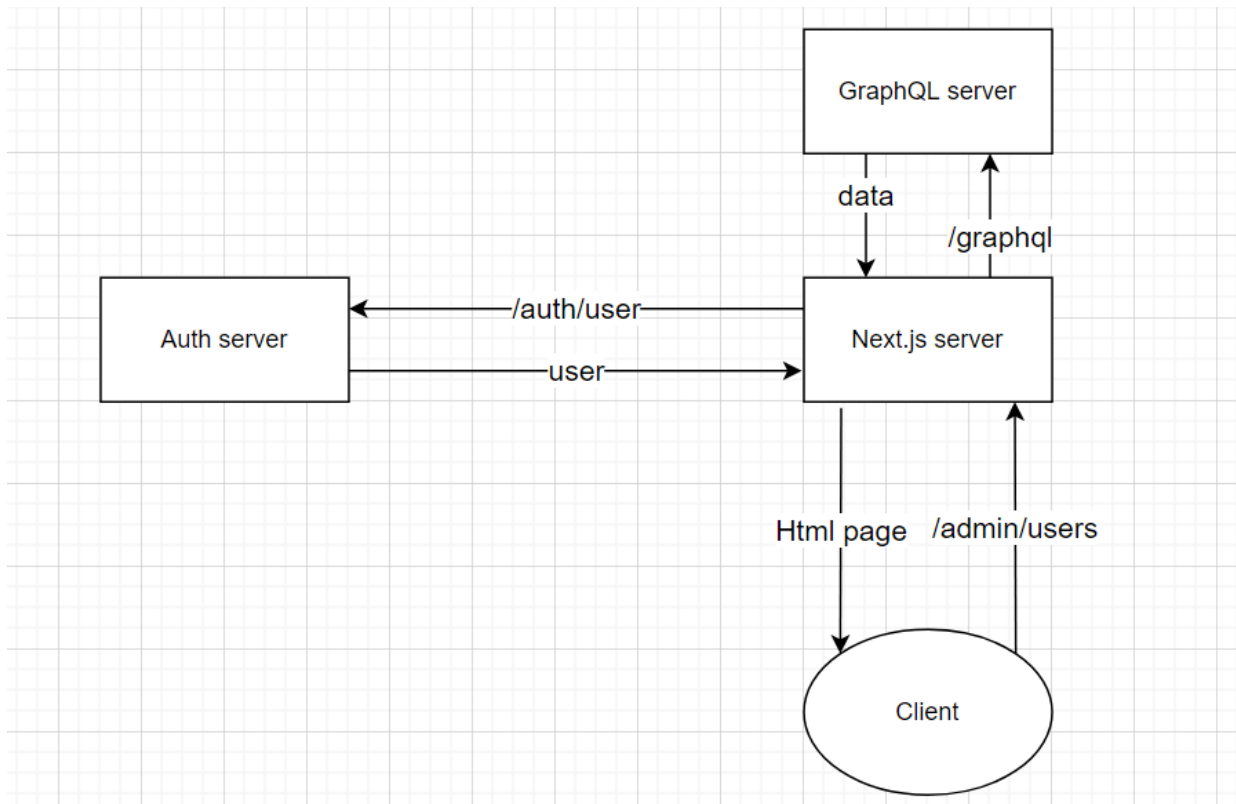 GraphQL server
data
/graphql
/auth/user
Auth server
Next.js server
user
Html page
/admin/users
Client